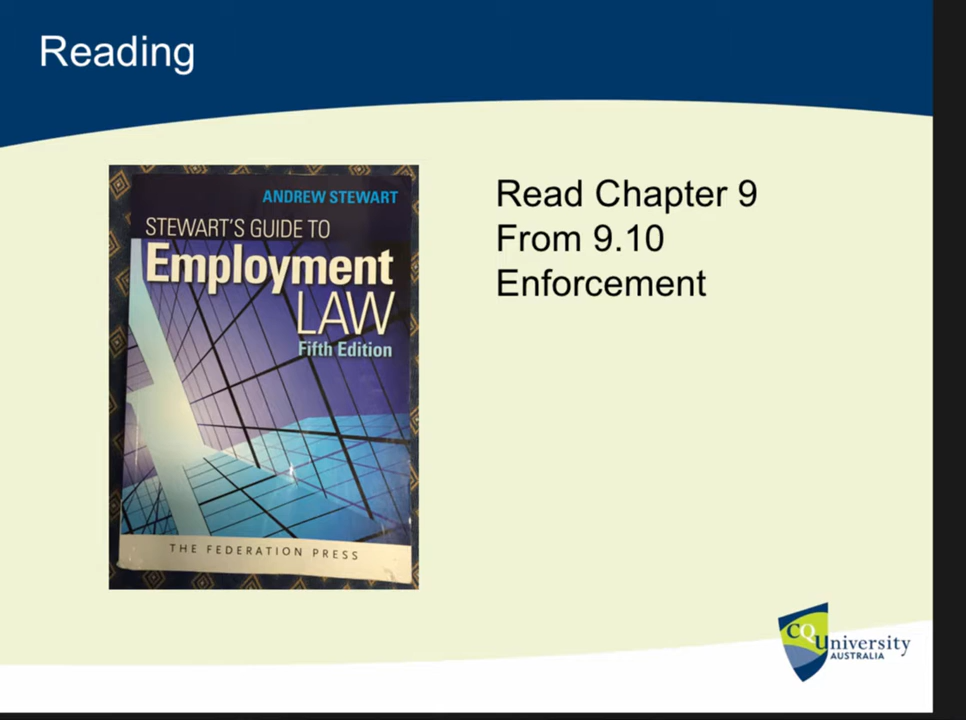 Reading
ANDREW STEWART
STEWART'S GUIDE TO
Employment
LAW
Fifth Edition
THE FEDERATION PRESS
Read Chapter 9
From 9.10
Enforcement
CQUniversity
AUSTRALIA